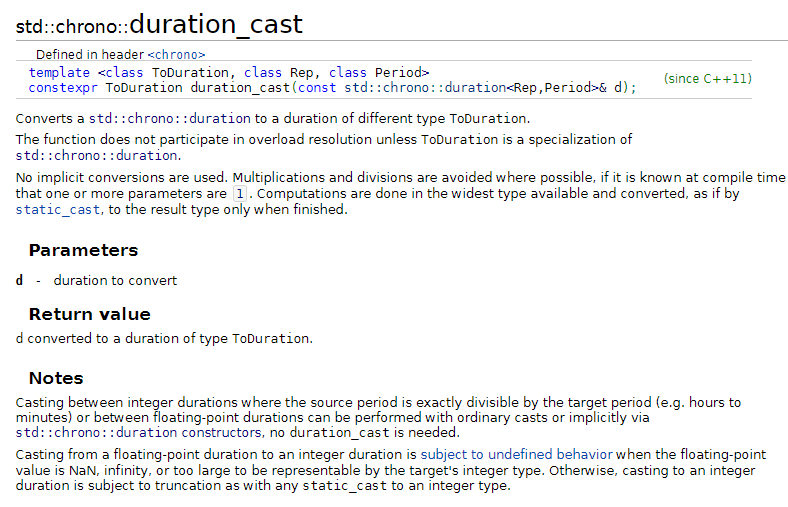 std::chrono::duration_cast
Defined in header <chrono>
template <class ToDuration, class Rep, class Period>
constexpr ToDuration duration_cast(const std::chrono::duration<Rep,Period>& d);
(since C++11)
Converts a std::chrono::duration to a duration of different type ToDuration.
The function does not participate in overload resolution unless ToDuration is a specialization of
std::chrono::duration.
No implicit conversions are used. Multiplications and divisions are avoided where possible, if it is known at compile time
that one or more parameters are 1. Computations are done in the widest type available and converted, as if by
static_cast, to the result type only when finished.
Parameters
d - duration to convert
Return value
d converted to a duration of type ToDuration.
Notes
Casting between integer durations where the source period is exactly divisible by the target period (e.g. hours to
minutes) or between floating-point durations can be performed with ordinary casts or implicitly via
std::chrono::duration constructors, no duration_cast is needed.
Casting from a floating-point duration to an integer duration is subject to undefined behavior when the floating-point
value is NaN, infinity, or too large to be representable by the target's integer type. Otherwise, casting to an integer
duration is subject to truncation as with any static_cast to an integer type.